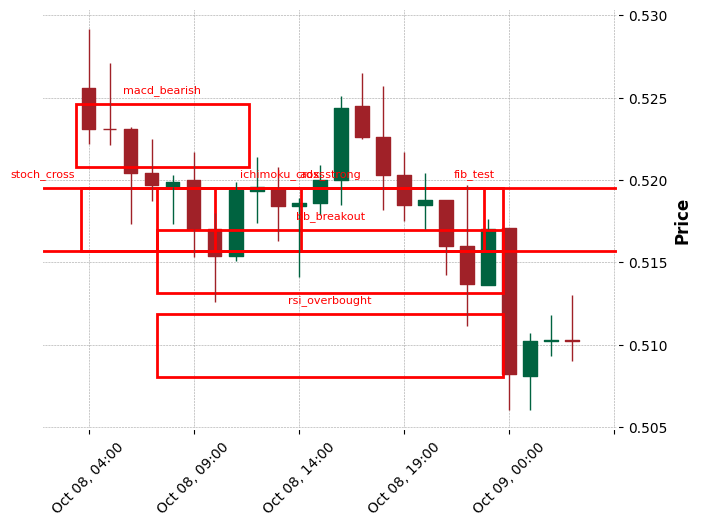 0.530
macd_bearish
0.525
stoch_cross
fib_test
0.520
bb_breakout
Price
0.515
rsi_overbought
0.510
0.505
Oct 08, 04:00
Oct 08, 09:00
Oct 08, 14:00
Oct 08, 19:00
Oct 09, 00:00